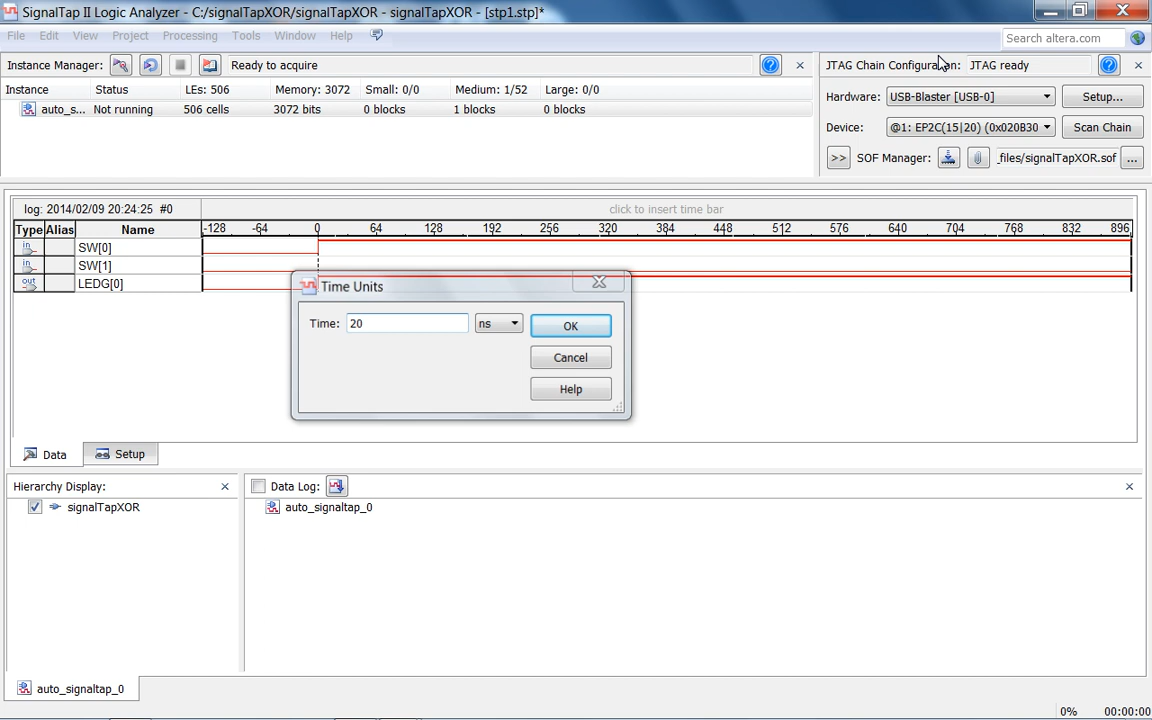 SignalTap II Logic Analyzer - C:/signalTapXOR/signalTapXOR - signalTapXOR - [stp1.stp]*
File Edit View Project Processing Tools Window Help
Search altera.com
Instance Manager: Ready to acquire
Instance Status LEs: 506 Memory: 3072 Small: 0/0 Medium: 1/52 Large: 0/0
auto_s... Not running 506 cells 3072 bits 0 blocks 1 blocks 0 blocks
JTAG Chain Configuration: JTAG ready
Hardware: USB-Blaster [USB-0] Setup...
Device: @1: EP2C(15|20) (0x020B30 Scan Chain
>> SOF Manager: _files/signalTapXOR.sof ...
log: 2014/02/09 20:24:25 #0 click to insert time bar
Type Alias Name -128 -64 0 64 128 192 256 320 384 448 512 576 640 704 768 832 896
in SW[0]
in SW[1]
out LEDG[0]
Time Units
Time: 20 ns OK
Cancel
Help
Data Setup
Hierarchy Display:
signalTapXOR
Data Log:
auto_signaltap_0
auto_signaltap_0
0% 00:00:00